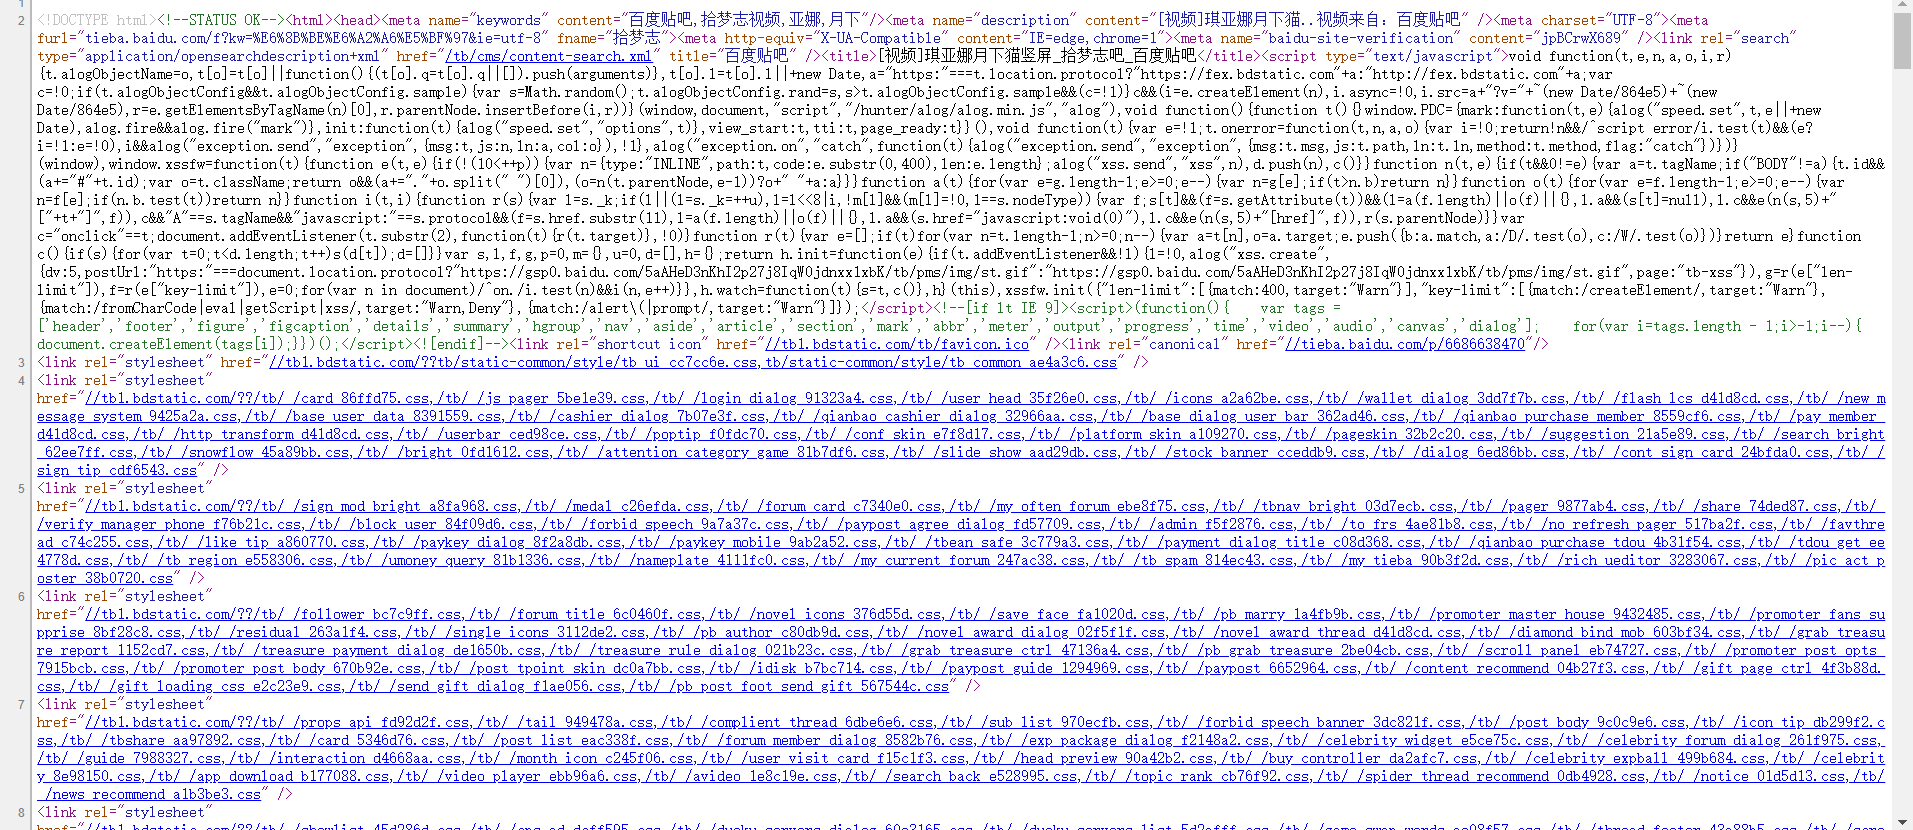 1
2 <!DOCTYPE html><!--STATUS OK--><html><head><meta name="keywords" content="百度贴吧,拾梦志视频,亚娜,月下"/><meta name="description" content="[视频]琪亚娜月下猫..视频来自：百度贴吧" /><meta charset="UTF-8"><meta
furl="tieba.baidu.com/f?kw=%E6%8B%BE%E6%A2%A6%E5%BF%97&ie=utf-8" fname="拾梦志"><meta http-equiv="X-UA-Compatible" content="IE=edge,chrome=1"><meta name="baidu-site-verification" content="jpBCrwX689" /><link rel="search"
type="application/opensearchdescription+xml" href="/tb/cms/content-search.xml" title="百度贴吧" /><title>[视频]琪亚娜月下猫竖屏_拾梦志吧_百度贴吧</title><script type="text/javascript">void function(t,e,n,a,o,i,r)
{t.alogObjectName=o,t[o]=t[o]||function(){(t[o].q=t[o].q||[]).push(arguments)},t[o].l=t[o].l||+new Date,a="https:"===t.location.protocol?"https://fex.bdstatic.com"+a:"http://fex.bdstatic.com"+a;var
c=!0;if(t.alogObjectConfig&&t.alogObjectConfig.sample){var s=Math.random();t.alogObjectConfig.rand=s,s>t.alogObjectConfig.sample&&(c=!1)}c&&(i=e.createElement(n),i.async=!0,i.src=a+"?v="+~(new Date/864e5)+~(new
Date/864e5),r=e.getElementsByTagName(n)[0],r.parentNode.insertBefore(i,r))}(window,document,"script","/hunter/alog/alog.min.js","alog"),void function(){function t(){}window.PDC={mark:function(t,e){alog("speed.set",t,e||+new
Date),alog.fire&&alog.fire("mark")},init:function(t){alog("speed.set","options",t)},view_start:t,tti:t,page_ready:t}}(),void function(t){var e=!1;t.onerror=function(t,n,a,o){var i=!0;return!n&&/^script error/i.test(t)&&(e?
i=!1:e=!0),i&&alog("exception.send","exception",{msg:t,js:n,ln:a,col:o}),!1},alog("exception.on","catch",function(t){alog("exception.send","exception",{msg:t.msg,js:t.path,ln:t.ln,method:t.method,flag:"catch"})})}
(window),window.xssfw=function(t){function e(t,e){if(!(10<++p)){var n={type:"INLINE",path:t,code:e.substr(0,400),len:e.length};alog("xss.send","xss",n),d.push(n),c()}}function n(t,e){if(t&&0!=e){var a=t.tagName;if("BODY"!=a){t.id&&
(a+="#"+t.id);var o=t.className;return o&&(a+="."+o.split(" ")[0]),(o=n(t.parentNode,e-1))?o+" "+a:a}}}function a(t){for(var e=g.length-1;e>=0;e--){var n=g[e];if(t>n.b)return n}}function o(t){for(var e=f.length-1;e>=0;e--){var
n=f[e];if(n.b.test(t))return n}}function i(t,i){function r(s){var l=s._k;if(l||(l=s._k=++u),l=l<<8|i,!m[l]&&(m[l]=!0,1==s.nodeType)){var f;s[t]&&(f=s.getAttribute(t))&&(l=a(f.length)||o(f)||{},l.a&&(s[t]=null),l.c&&e(n(s,5)+"
["+t+"]",f)),c&&"A"==s.tagName&&"javascript:"==s.protocol&&(f=s.href.substr(11),l=a(f.length)||o(f)||{},l.a&&(s.href="javascript:void(0)"),l.c&&e(n(s,5)+"[href]",f)),r(s.parentNode)}}var
c="onclick"==t;document.addEventListener(t.substr(2),function(t){r(t.target)},!0)}function r(t){var e=[];if(t)for(var n=t.length-1;n>=0;n--){var a=t[n],o=a.target;e.push({b:a.match,a:/D/.test(o),c:/W/.test(o)})}return e}function
c(){if(s){for(var t=0;t<d.length;t++)s(d[t]);d=[]}}var s,l,f,g,p=0,m={},u=0,d=[],h={};return h.init=function(e){if(t.addEventListener&&!l){l=!0,alog("xss.create",
{dv:5,postUrl:"https:"===document.location.protocol?"https://gsp0.baidu.com/5aAHeD3nKhI2p27j8IqW0jdnxx1xbK/tb/pms/img/st.gif":"https://gsp0.baidu.com/5aAHeD3nKhI2p27j8IqW0jdnxx1xbK/tb/pms/img/st.gif",page:"tb-xss"}),g=r(e["len-
limit"]),f=r(e["key-limit"]),e=0;for(var n in document)/^on./i.test(n)&&i(n,e++)}},h.watch=function(t){s=t,c()},h}(this),xssfw.init({"len-limit":[{match:400,target:"Warn"}],"key-limit":[{match:/createElement/,target:"Warn"},
{match:/fromCharCode|eval|getScript|xss/,target:"Warn,Deny"},{match:/alert\(|prompt/,target:"Warn"}]});</script><!--[if lt IE 9]><script>(function(){    var tags =
['header','footer','figure','figcaption','details','summary','hgroup','nav','aside','article','section','mark','abbr','meter','output','progress','time','video','audio','canvas','dialog'];    for(var i=tags.length - 1;i>-1;i--){
document.createElement(tags[i]);}})();</script><![endif]--><link rel="shortcut icon" href="//tb1.bdstatic.com/tb/favicon.ico" /><link rel="canonical" href="//tieba.baidu.com/p/6686638470"/>
3 <link rel="stylesheet" href="//tb1.bdstatic.com/??tb/static-common/style/tb_ui_cc7cc6e.css,tb/static-common/style/tb_common_ae4a3c6.css" />
4 <link rel="stylesheet"
href="//tb1.bdstatic.com/??/tb/_/card_86ffd75.css,/tb/_/js_pager_5be1e39.css,/tb/_/login_dialog_91323a4.css,/tb/_/user_head_35f26e0.css,/tb/_/icons_a2a62be.css,/tb/_/wallet_dialog_3dd7f7b.css,/tb/_/flash_lcs_d41d8cd.css,/tb/_/new_m
essage_system_9425a2a.css,/tb/_/base_user_data_8391559.css,/tb/_/cashier_dialog_7b07e3f.css,/tb/_/qianbao_cashier_dialog_32966aa.css,/tb/_/base_dialog_user_bar_362ad46.css,/tb/_/qianbao_purchase_member_8559cf6.css,/tb/_/pay_member_
d41d8cd.css,/tb/_/http_transform_d41d8cd.css,/tb/_/userbar_ced98ce.css,/tb/_/poptip_f0fdc70.css,/tb/_/conf_skin_e7f8d17.css,/tb/_/platform_skin_a109270.css,/tb/_/pageskin_32b2c20.css,/tb/_/suggestion_21a5e89.css,/tb/_/search_bright
_62ee7ff.css,/tb/_/snowflow_45a89bb.css,/tb/_/bright_0fd1612.css,/tb/_/attention_category_game_81b7df6.css,/tb/_/slide_show_aad29db.css,/tb/_/stock_banner_cceddb9.css,/tb/_/dialog_6ed86bb.css,/tb/_/cont_sign_card_24bfda0.css,/tb/_/
sign_tip_cdf6543.css" />
5 <link rel="stylesheet"
href="//tb1.bdstatic.com/??/tb/_/sign_mod_bright_a8fa968.css,/tb/_/medal_c26efda.css,/tb/_/forum_card_c7340e0.css,/tb/_/my_often_forum_ebe8f75.css,/tb/_/tbnav_bright_03d7ecb.css,/tb/_/pager_9877ab4.css,/tb/_/share_74ded87.css,/tb/_
/verify_manager_phone_f76b21c.css,/tb/_/block_user_84f09d6.css,/tb/_/forbid_speech_9a7a37c.css,/tb/_/paypost_agree_dialog_fd57709.css,/tb/_/admin_f5f2876.css,/tb/_/to_frs_4ae81b8.css,/tb/_/no_refresh_pager_517ba2f.css,/tb/_/favthre
ad_c74c255.css,/tb/_/like_tip_a860770.css,/tb/_/paykey_dialog_8f2a8db.css,/tb/_/paykey_mobile_9ab2a52.css,/tb/_/tbean_safe_3c779a3.css,/tb/_/payment_dialog_title_c08d368.css,/tb/_/qianbao_purchase_tdou_4b31f54.css,/tb/_/tdou_get_ee
4778d.css,/tb/_/tb_region_e558306.css,/tb/_/umoney_query_81b1336.css,/tb/_/nameplate_4111fc0.css,/tb/_/my_current_forum_247ac38.css,/tb/_/tb_spam_814ec43.css,/tb/_/my_tieba_90b3f2d.css,/tb/_/rich_ueditor_3283067.css,/tb/_/pic_act_p
oster_38b0720.css" />
6 <link rel="stylesheet"
href="//tb1.bdstatic.com/??/tb/_/follower_bc7c9ff.css,/tb/_/forum_title_6c0460f.css,/tb/_/novel_icons_376d55d.css,/tb/_/save_face_fa1020d.css,/tb/_/pb_marry_1a4fb9b.css,/tb/_/promoter_master_house_9432485.css,/tb/_/promoter_fans_su
pprise_8bf28c8.css,/tb/_/residual_263a1f4.css,/tb/_/single_icons_3112de2.css,/tb/_/pb_author_c80db9d.css,/tb/_/novel_award_dialog_02f5f1f.css,/tb/_/novel_award_thread_d41d8cd.css,/tb/_/diamond_bind_mob_603bf34.css,/tb/_/grab_treasu
re_report_1152cd7.css,/tb/_/treasure_payment_dialog_de1650b.css,/tb/_/treasure_rule_dialog_021b23c.css,/tb/_/grab_treasure_ctrl_47136a4.css,/tb/_/pb_grab_treasure_2be04cb.css,/tb/_/scroll_panel_eb74727.css,/tb/_/promoter_post_opts_
7915bcb.css,/tb/_/promoter_post_body_670b92e.css,/tb/_/post_tpoint_skin_dc0a7bb.css,/tb/_/idisk_b7bc714.css,/tb/_/paypost_guide_1294969.css,/tb/_/paypost_6652964.css,/tb/_/content_recommend_04b27f3.css,/tb/_/gift_page_ctrl_4f3b88d.
css,/tb/_/gift_loading_css_e2c23e9.css,/tb/_/send_gift_dialog_f1ae056.css,/tb/_/pb_post_foot_send_gift_567544c.css" />
7 <link rel="stylesheet"
href="//tb1.bdstatic.com/??/tb/_/props_api_fd92d2f.css,/tb/_/tail_949478a.css,/tb/_/complient_thread_6dbe6e6.css,/tb/_/sub_list_970ecfb.css,/tb/_/forbid_speech_banner_3dc821f.css,/tb/_/post_body_9c0c9e6.css,/tb/_/icon_tip_db299f2.c
ss,/tb/_/tbshare_aa97892.css,/tb/_/card_5346d76.css,/tb/_/post_list_eac338f.css,/tb/_/forum_member_dialog_8582b76.css,/tb/_/exp_package_dialog_f2148a2.css,/tb/_/celebrity_widget_e5ce75c.css,/tb/_/celebrity_forum_dialog_261f975.css,
/tb/_/guide_7988327.css,/tb/_/interaction_d4668aa.css,/tb/_/month_icon_c245f06.css,/tb/_/user_visit_card_f15c1f3.css,/tb/_/head_preview_90a42b2.css,/tb/_/buy_controller_da2afc7.css,/tb/_/celebrity_expball_499b684.css,/tb/_/celebrit
y_8e98150.css,/tb/_/app_download_b177088.css,/tb/_/video_player_ebb96a6.css,/tb/_/avideo_1e8c19e.css,/tb/_/search_back_e528995.css,/tb/_/topic_rank_cb76f92.css,/tb/_/spider_thread_recommend_0db4928.css,/tb/_/notice_01d5d13.css,/tb/
_/news_recommend_a1b3be3.css" />
8 <link rel="stylesheet"